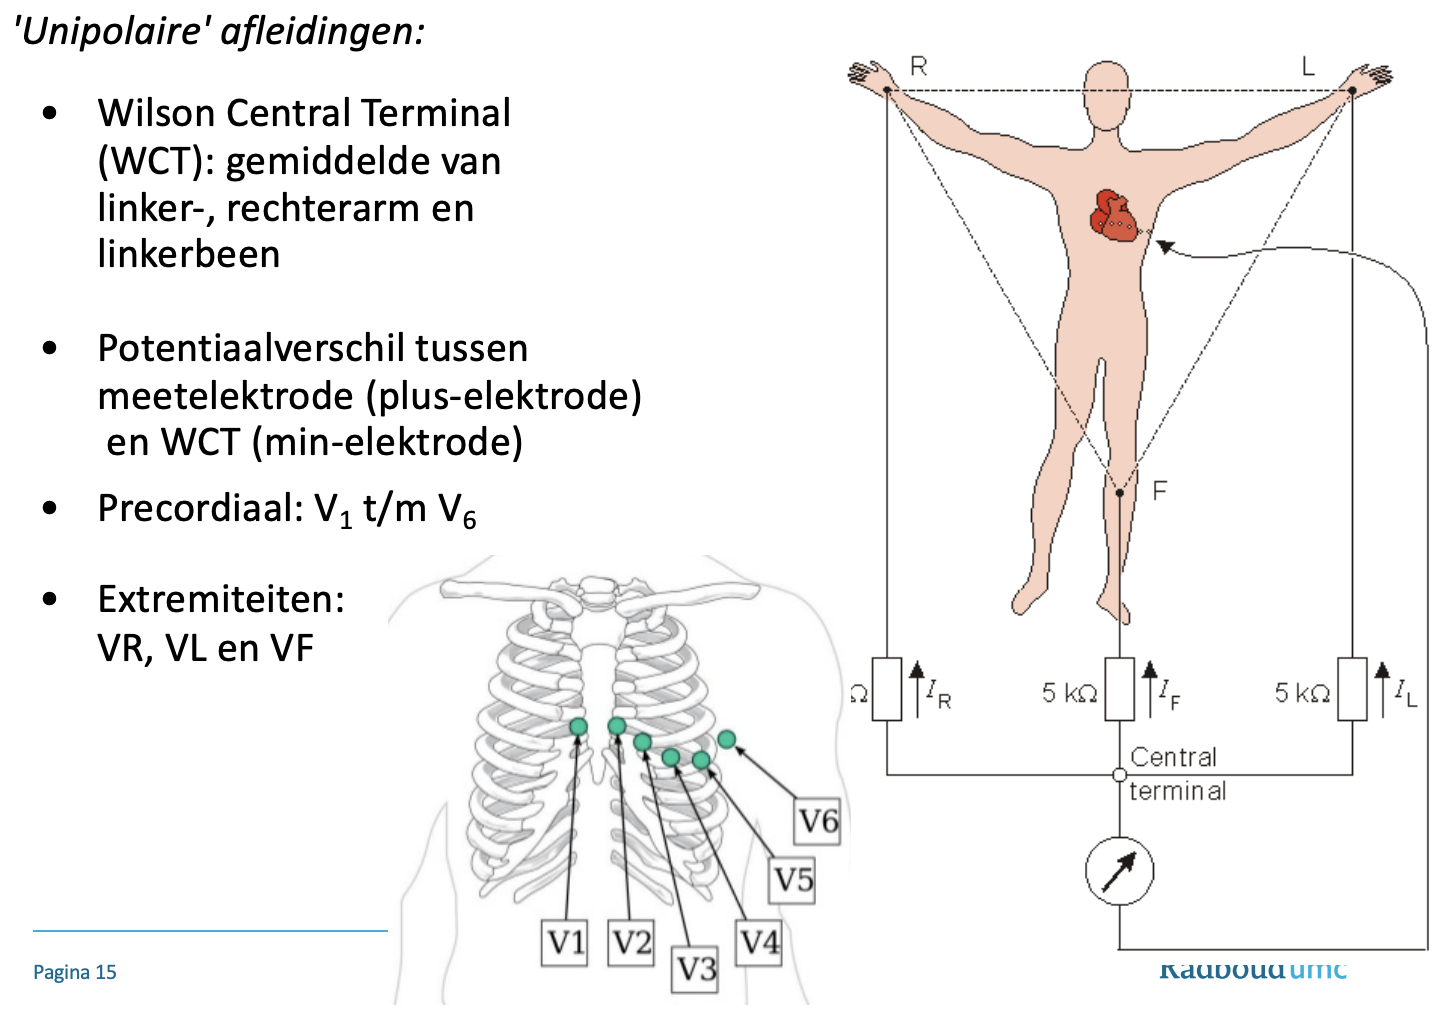 'Unipolaire' afleidingen:
• Wilson Central Terminal
(WCT): gemiddelde van
linker-, rechterarm en
linkerbeen
• Potentiaalverschil tussen
meetelektrode (plus-elektrode)
en WCT (min-elektrode)
• Precordiaal: V₁ t/m V₆
• Extremiteiten:
VR, VL en VF
R
L
F
Ω
I_R
5 kΩ
I_F
5 kΩ
I_L
Central
terminal
V6
V5
V1
V2
V4
V3
Pagina 15
Radboudumc